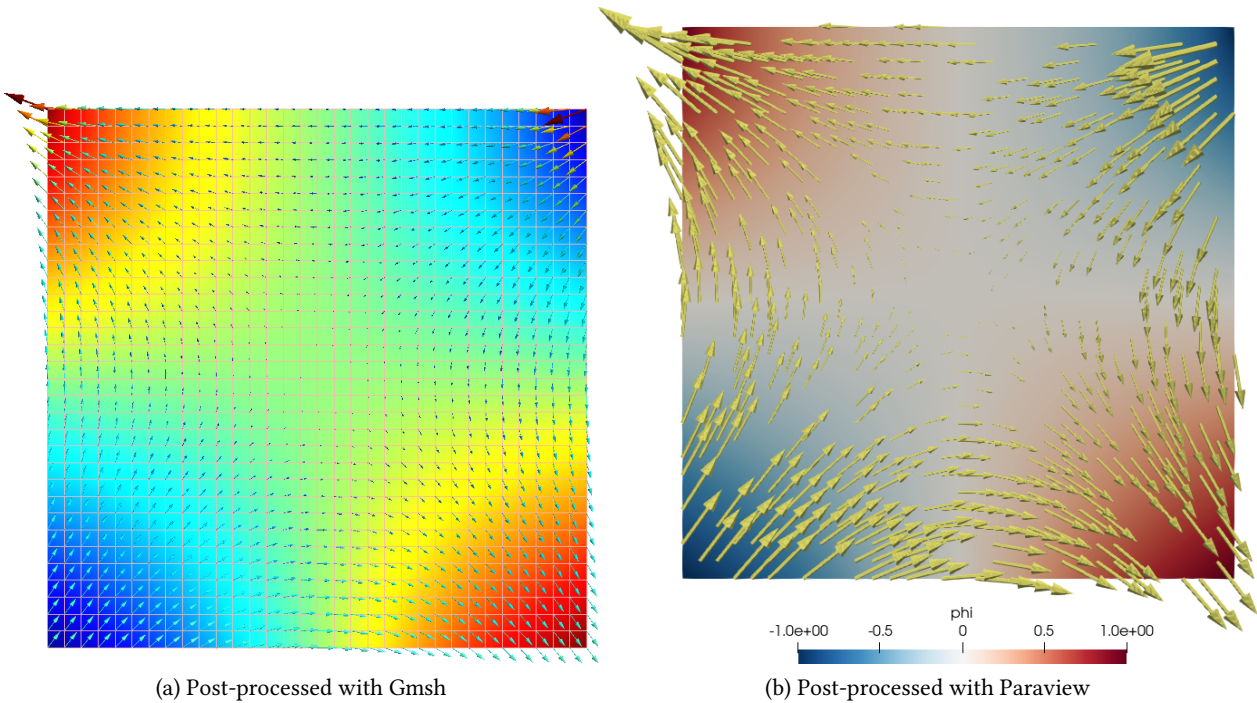 phi
-1.0e+00 -0.5 0 0.5 1.0e+00
(a) Post-processed with Gmsh
(b) Post-processed with Paraview